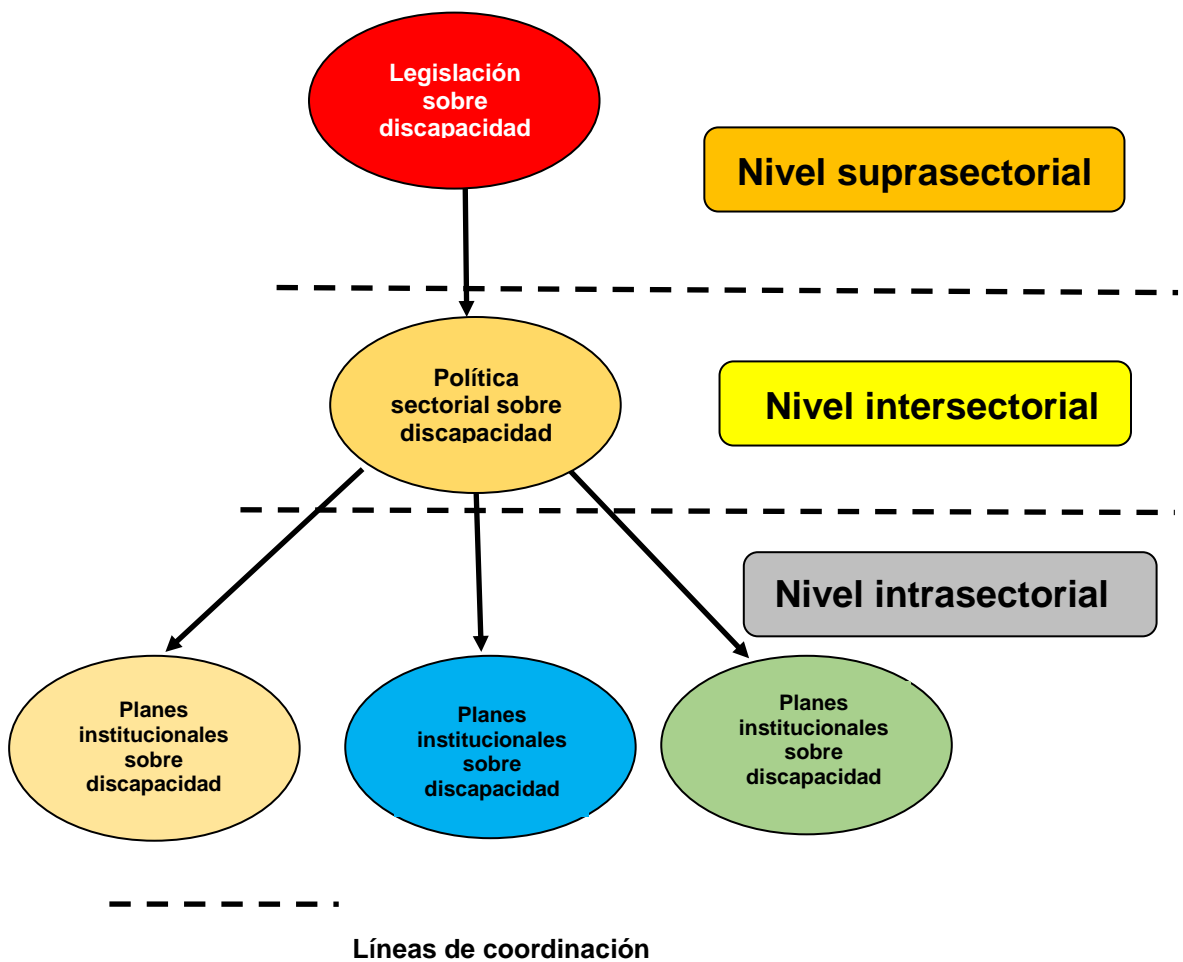 Legislación
sobre
discapacidad
Nivel suprasectorial
Política
sectorial sobre
discapacidad
Nivel intersectorial
Nivel intrasectorial
Planes
institucionales
sobre
discapacidad
Planes
institucionales
sobre
discapacidad
Planes
institucionales
sobre
discapacidad
Líneas de coordinación